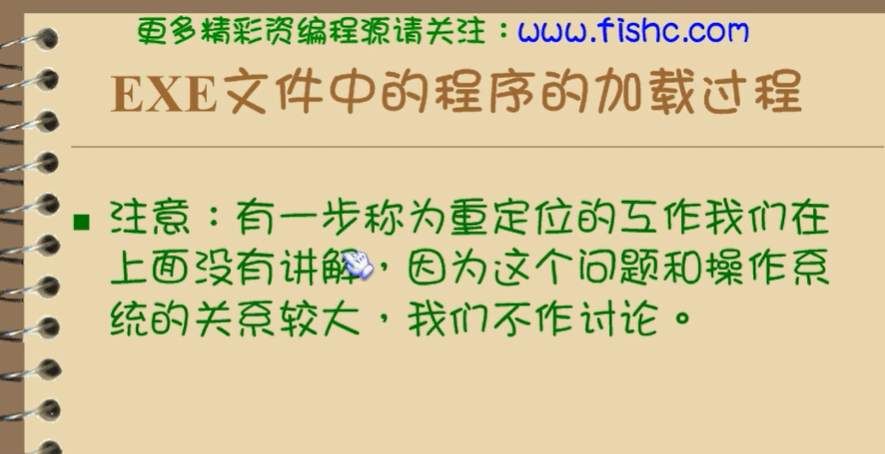 更多精彩资编程源请关注：www.fishc.com
EXE文件中的程序的加载过程
注意：有一步称为重定位的工作我们在
上面没有讲解，因为这个问题和操作系
统的关系较大，我们不作讨论。